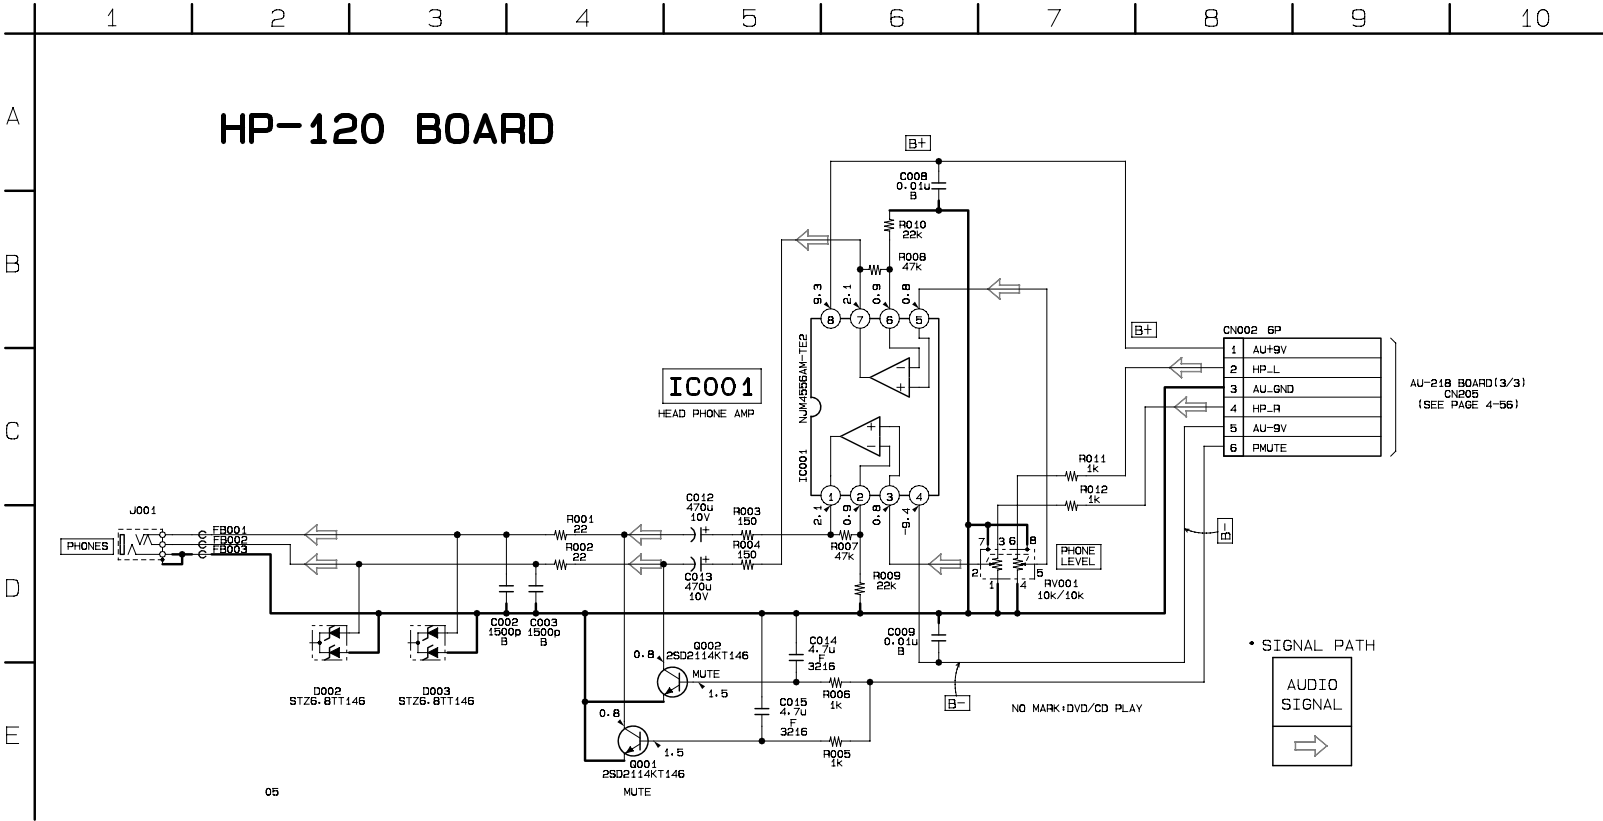 1 2 3 4 5 6 7 8 9 10
A
B
C
D
E
HP-120 BOARD
B+
C008
0.01u
B
R010
22k
R008
47k
9.3
2.1
0.9
0.8
8 7 6 5
NJM4556AM-TE2
IC001
IC001
HEAD PHONE AMP
1 2 3 4
2.1
0.9
0.8
-9.4
B+
CN002 6P
1 AU+9V
2 HP_L
3 AU_GND
4 HP_R
5 AU-9V
6 PMUTE
AU-218 BOARD(3/3)
CN205
(SEE PAGE 4-56)
R011
1k
R012
1k
B-
J001
PHONES
FB001
FB002
FB003
R001
22
R002
22
C012
470u
10V
C013
470u
10V
R003
150
R004
150
R007
47k
R009
22k
7 3 6 8
2 5
1 4
PHONE
LEVEL
RV001
10k/10k
C002
1500p
B
C003
1500p
B
C009
0.01u
B
D002
STZ6.8TT146
D003
STZ6.8TT146
0.8
Q002
2SD2114KT146
MUTE
1.5
C014
4.7u
F
3216
C015
4.7u
F
3216
R006
1k
R005
1k
0.8
1.5
Q001
2SD2114KT146
MUTE
B-
NO MARK:DVD/CD PLAY
• SIGNAL PATH
AUDIO
SIGNAL
05